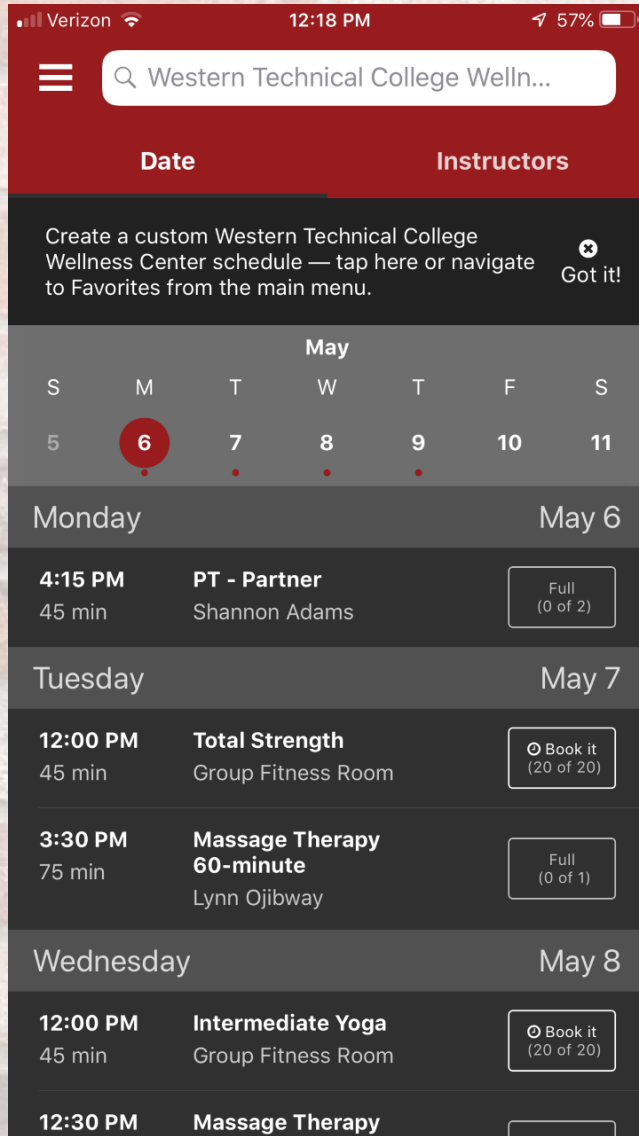 Verizon 12:18 PM 57%
Western Technical College Welln...
Date Instructors
Create a custom Western Technical College
Wellness Center schedule — tap here or navigate
to Favorites from the main menu.
Got it!
May
S M T W T F S
5 6 7 8 9 10 11
Monday May 6
4:15 PM PT - Partner
45 min Shannon Adams
Full
(0 of 2)
Tuesday May 7
12:00 PM Total Strength
45 min Group Fitness Room
Book it
(20 of 20)
3:30 PM Massage Therapy
60-minute
75 min
Lynn Ojibway
Full
(0 of 1)
Wednesday May 8
12:00 PM Intermediate Yoga
45 min Group Fitness Room
Book it
(20 of 20)
12:30 PM Massage Therapy